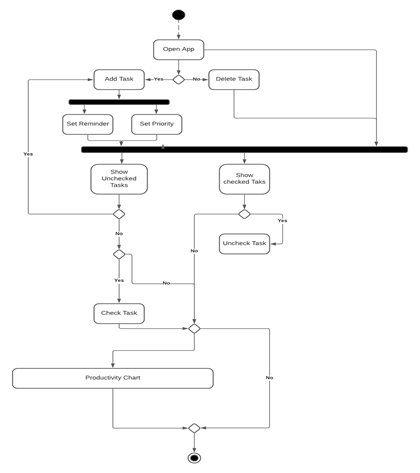 Open App
Add Task
Yes
No
Delete Task
Set Reminder
Set Priority
Yes
Show
Unchecked
Tasks
Show
checked Taks
Yes
No
Uncheck Task
No
Yes
No
Check Task
Productivity Chart
No